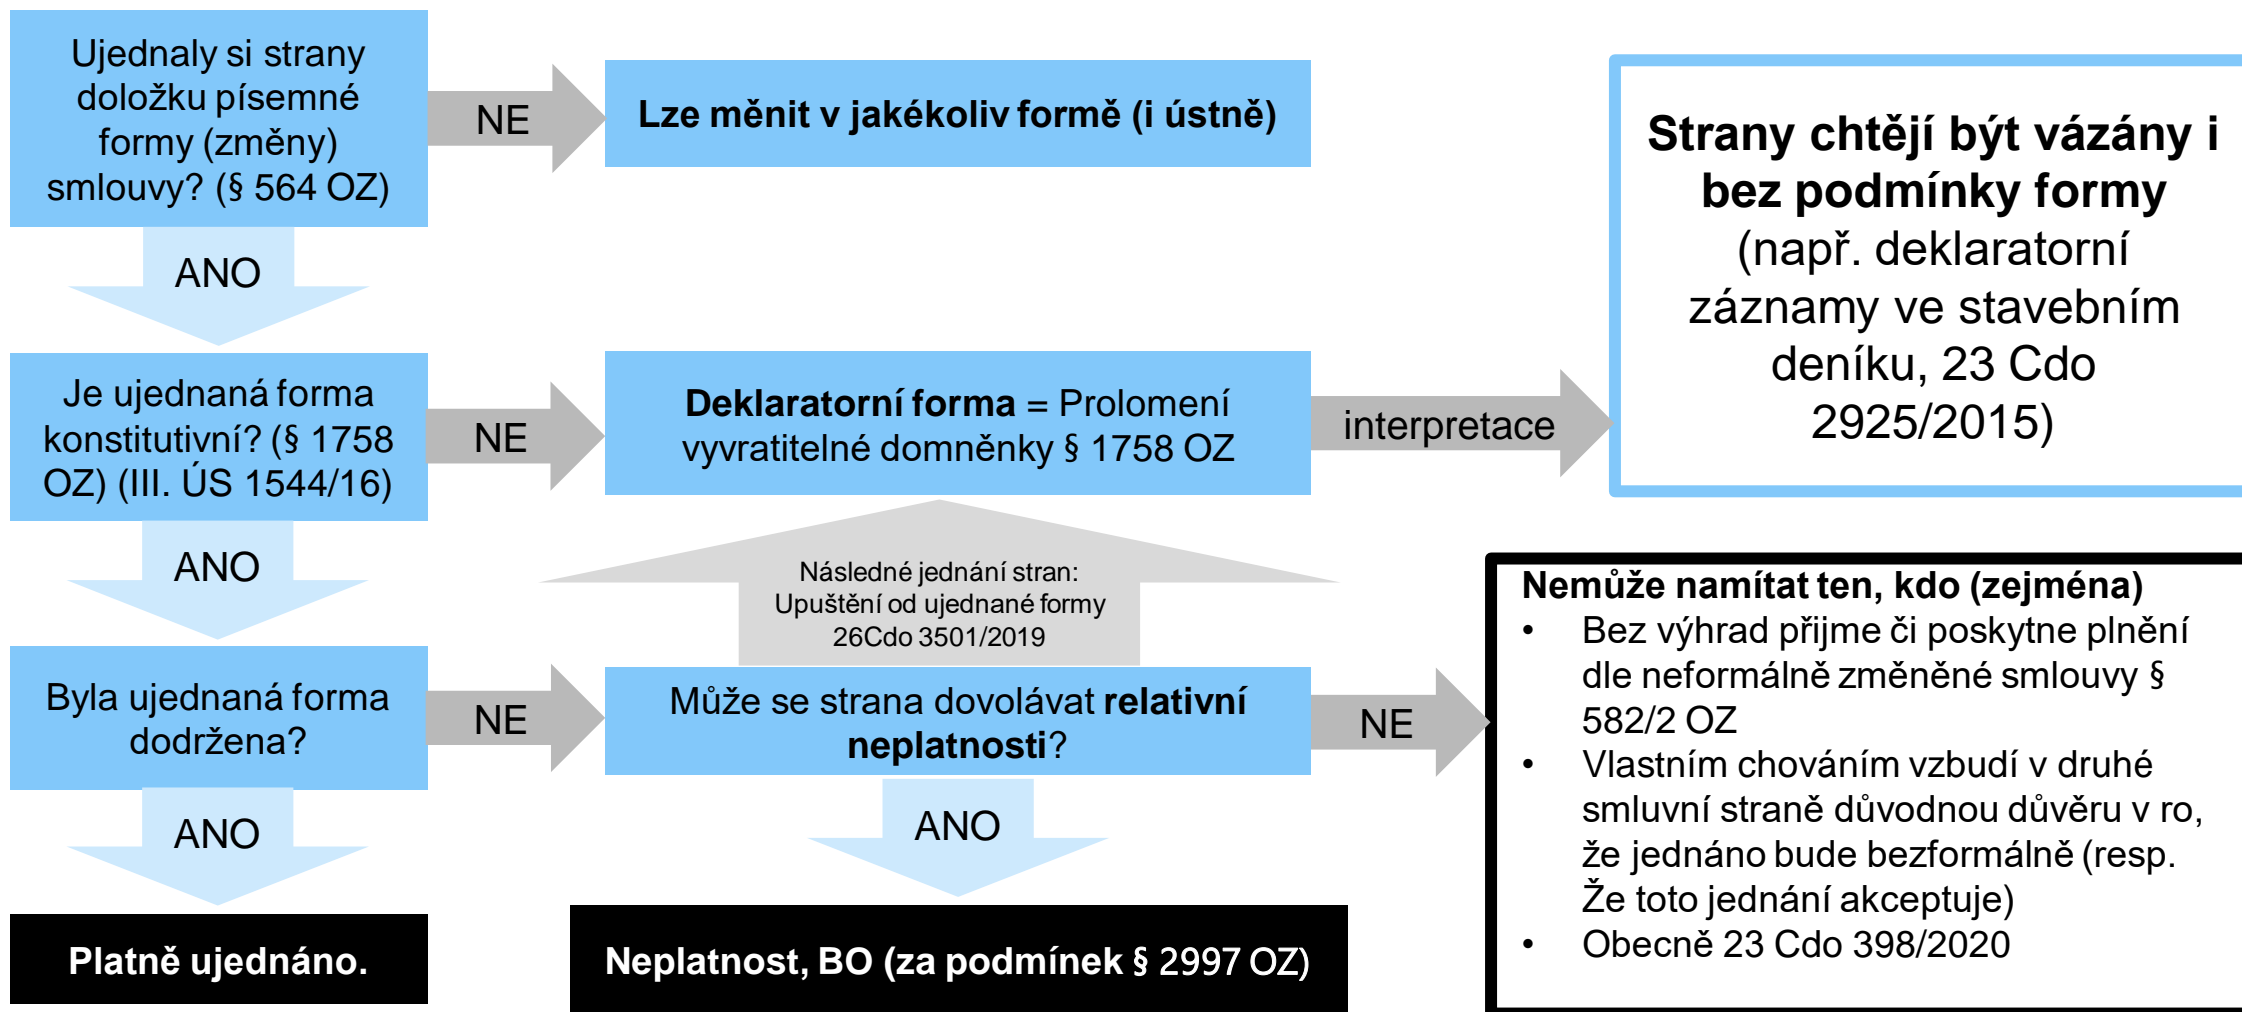 Ujednaly si strany
doložku písemné
formy (změny)
smlouvy? (§ 564 OZ)
NE
Lze měnit v jakékoliv formě (i ústně)
Strany chtějí být vázány i
bez podmínky formy
(např. deklaratorní
záznamy ve stavebním
deníku, 23 Cdo
2925/2015)
ANO
Je ujednaná forma
konstitutivní? (§ 1758
OZ) (III. ÚS 1544/16)
NE
Deklaratorní forma = Prolomení
vyvratitelné domněnky § 1758 OZ
interpretace
ANO
Následné jednání stran:
Upuštění od ujednané formy
26Cdo 3501/2019
Byla ujednaná forma
dodržena?
NE
Může se strana dovolávat relativní
neplatnosti?
NE
Nemůže namítat ten, kdo (zejména)
• Bez výhrad přijme či poskytne plnění
dle neformálně změněné smlouvy §
582/2 OZ
• Vlastním chováním vzbudí v druhé
smluvní straně důvodnou důvěru v ro,
že jednáno bude bezformálně (resp.
Že toto jednání akceptuje)
• Obecně 23 Cdo 398/2020
ANO
ANO
Platně ujednáno.
Neplatnost, BO (za podmínek § 2997 OZ)